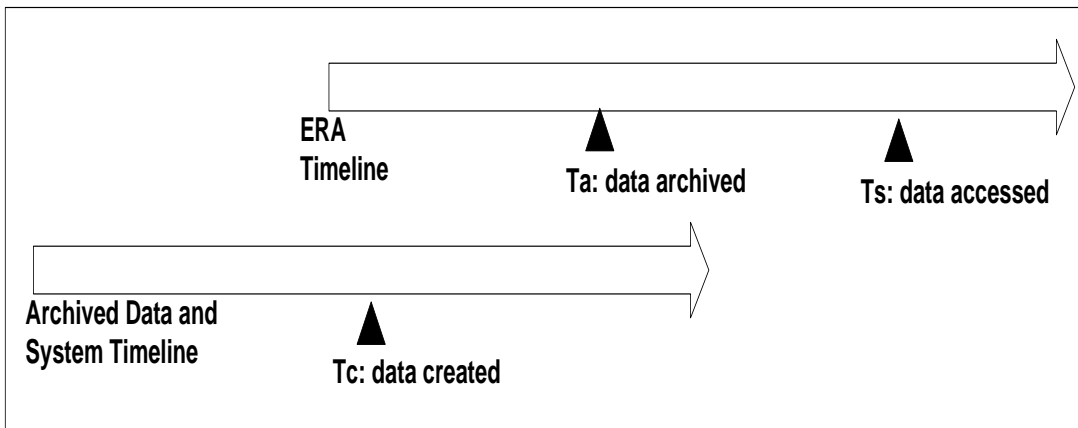 ERA
Timeline
Ta: data archived
Ts: data accessed
Archived Data and
System Timeline
Tc: data created